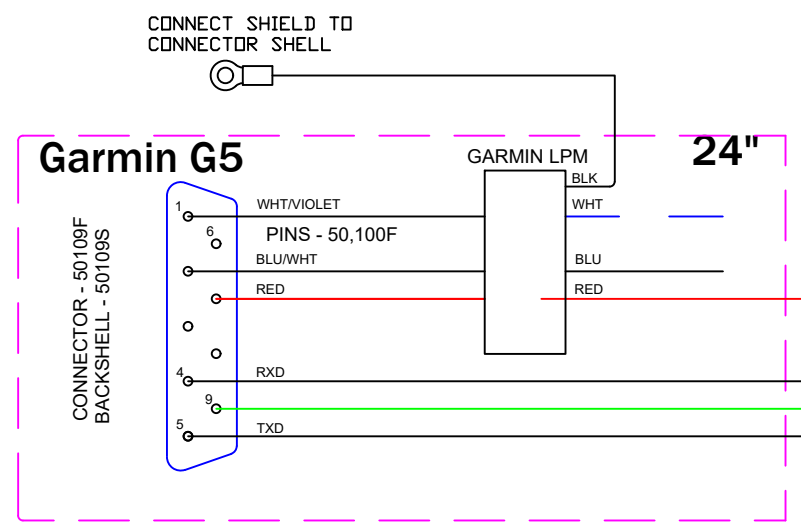 CONNECT SHIELD TO
CONNECTOR SHELL
Garmin G5
GARMIN LPM
24"
BLK
1
WHT/VIOLET
WHT
6
PINS - 50,100F
BLU/WHT
BLU
RED
RED
CONNECTOR - 50109F
BACKSHELL - 50109S
4
RXD
9
5
TXD